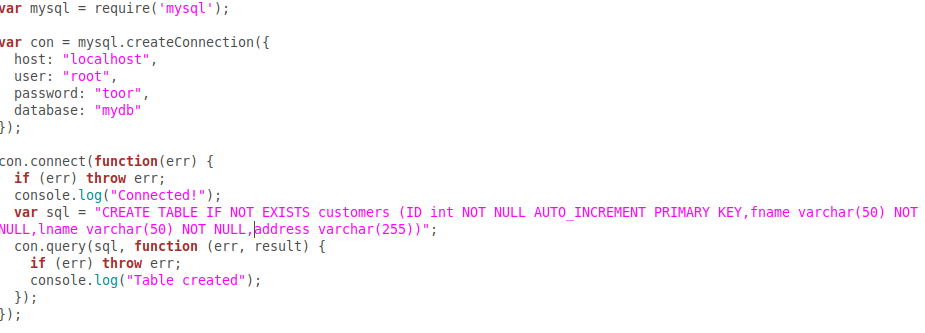 var mysql = require('mysql');
var con = mysql.createConnection({
  host: "localhost",
  user: "root",
  password: "toor",
  database: "mydb"
});
con.connect(function(err) {
  if (err) throw err;
  console.log("Connected!");
  var sql = "CREATE TABLE IF NOT EXISTS customers (ID int NOT NULL AUTO_INCREMENT PRIMARY KEY,fname varchar(50) NOT
NULL,lname varchar(50) NOT NULL,address varchar(255))";
  con.query(sql, function (err, result) {
    if (err) throw err;
    console.log("Table created");
  });
});